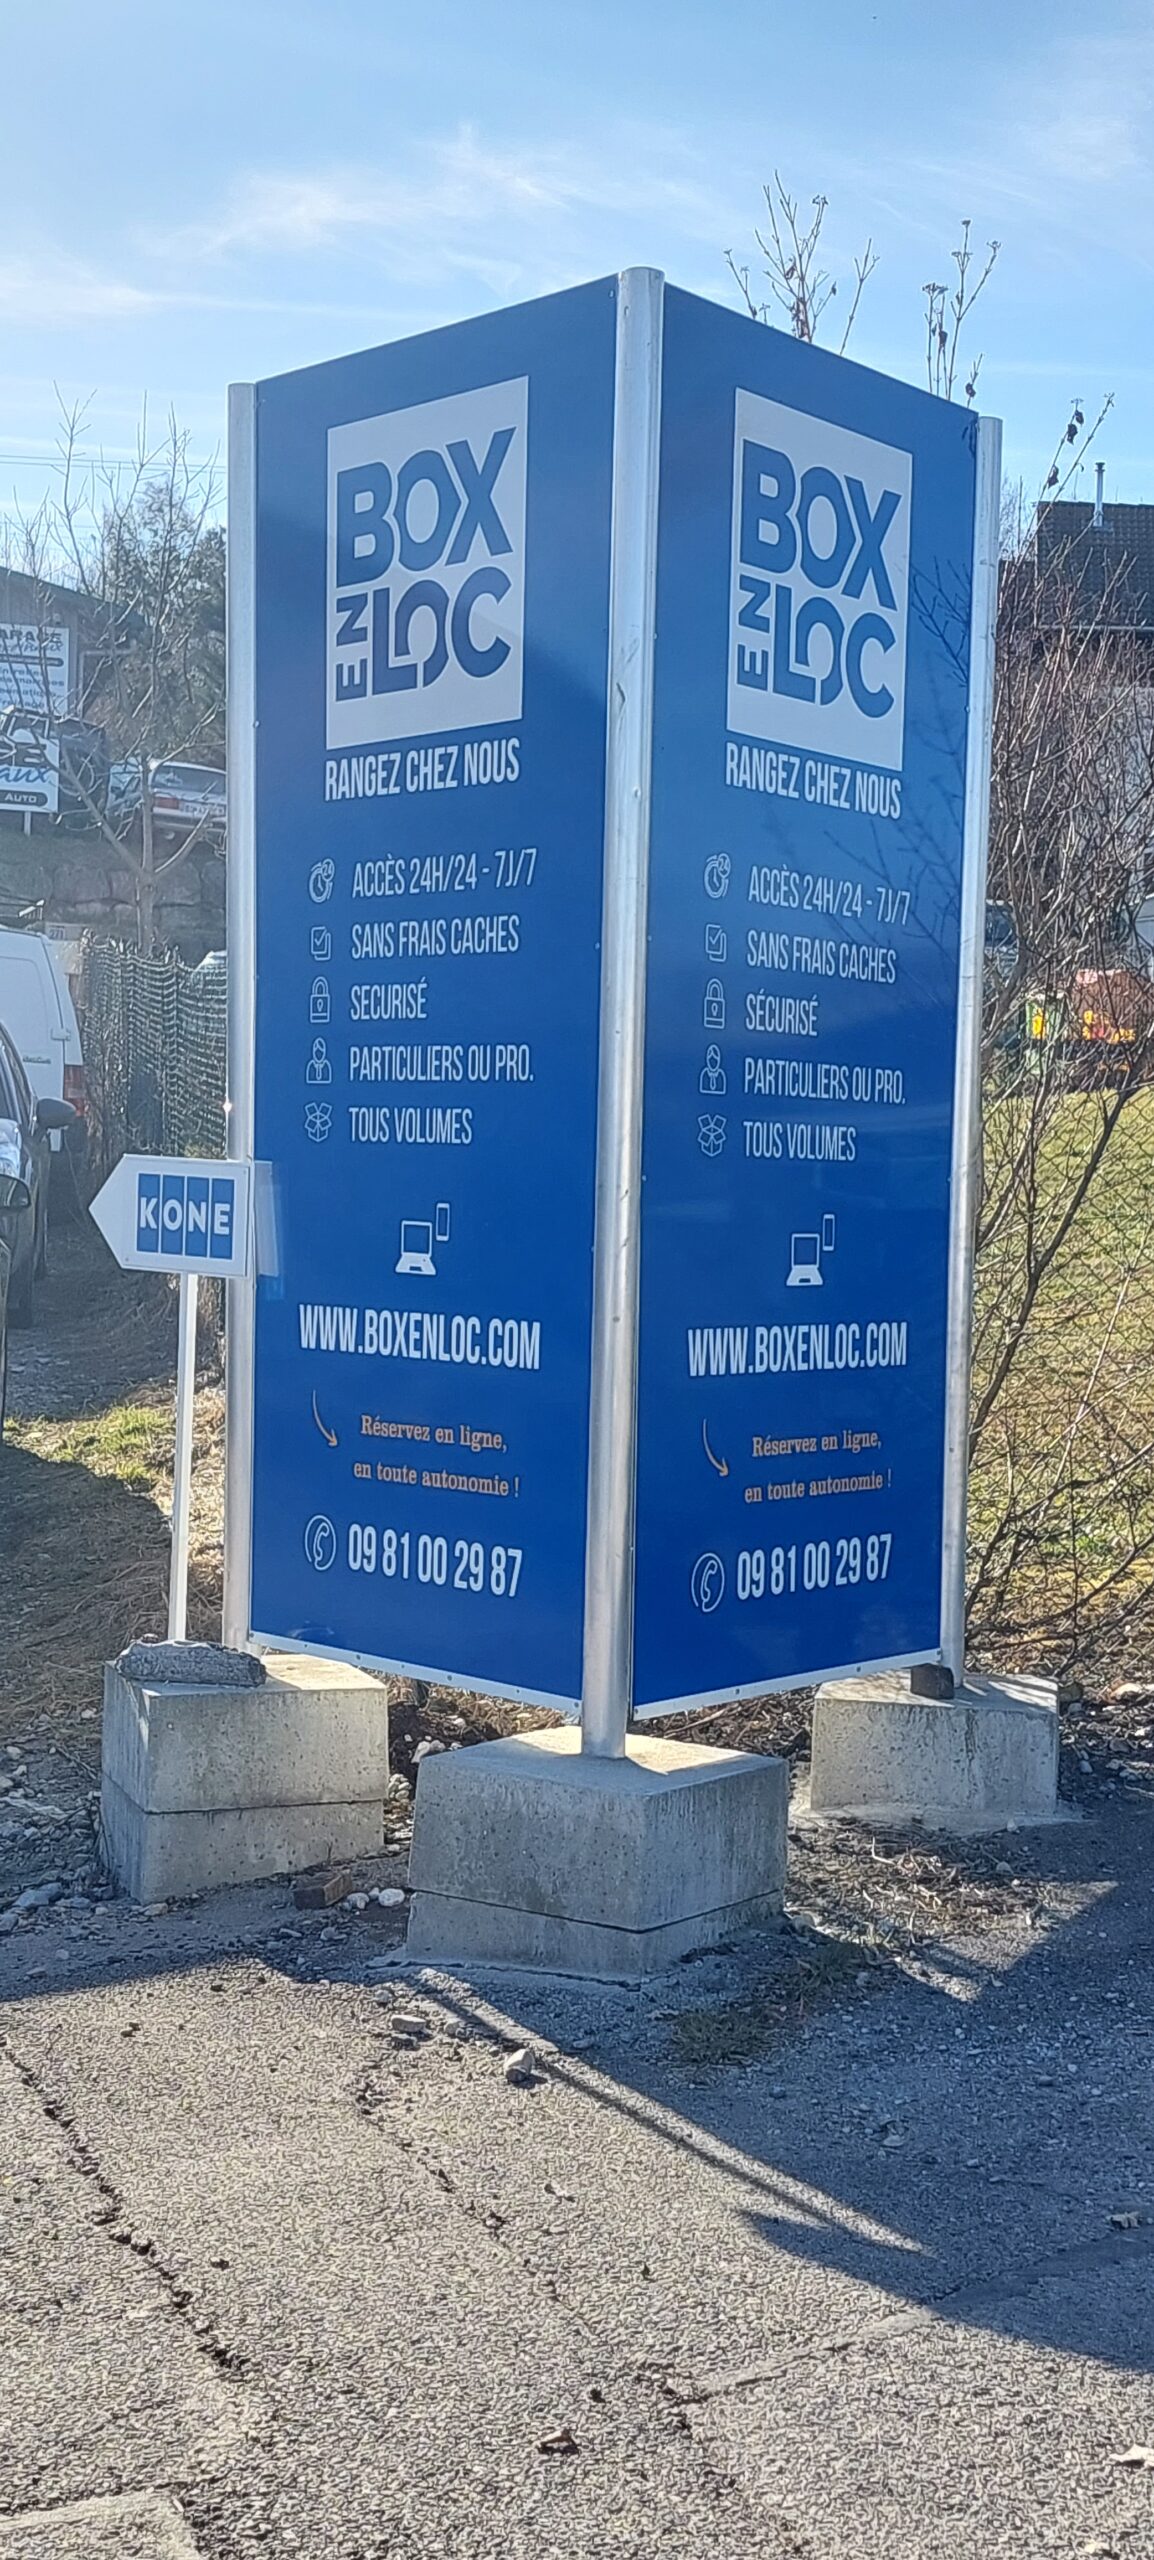 BOX
EN LOC
RANGEZ CHEZ NOUS
24
ACCÈS 24H/24 - 7J/7
SANS FRAIS CACHES
SECURISÉ
PARTICULIERS OU PRO.
TOUS VOLUMES
WWW.BOXENLOC.COM
Réservez en ligne,
en toute autonomie !
09 81 00 29 87
BOX
EN LOC
RANGEZ CHEZ NOUS
24
ACCÈS 24H/24 - 7J/7
SANS FRAIS CACHES
SÉCURISÉ
PARTICULIERS OU PRO.
TOUS VOLUMES
WWW.BOXENLOC.COM
Réservez en ligne,
en toute autonomie !
09 81 00 29 87
KONE
AUTO